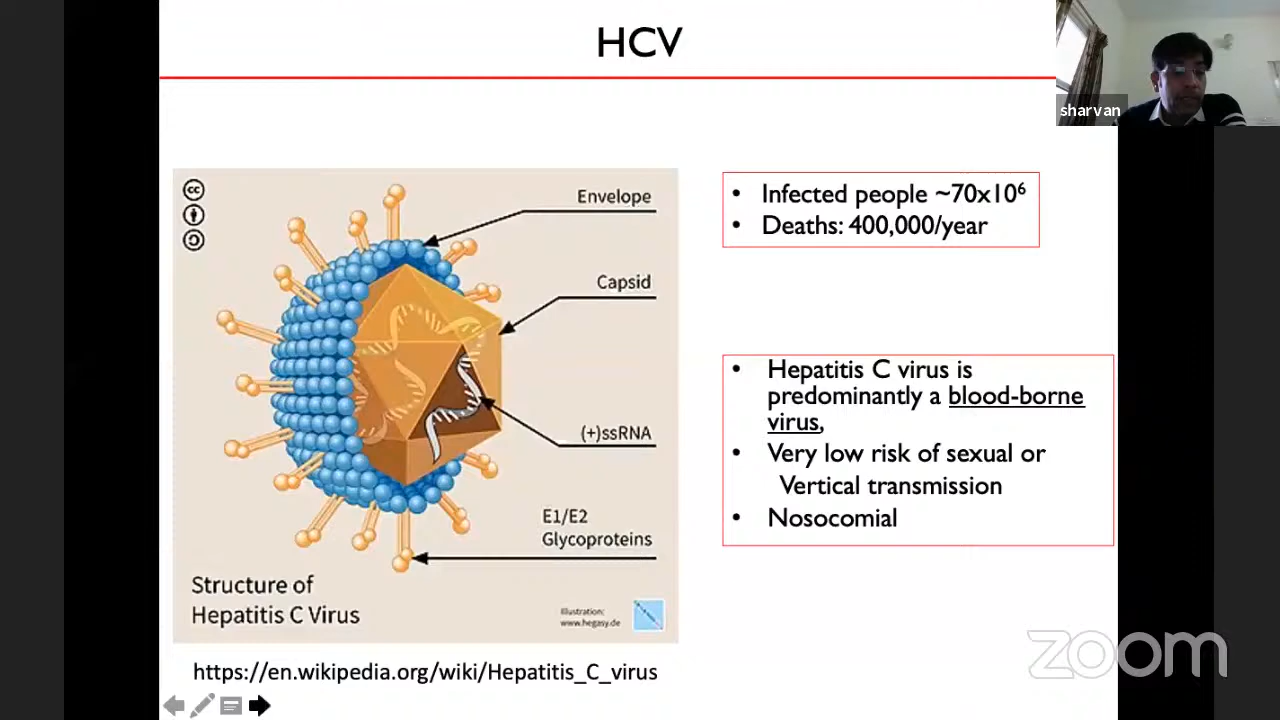 HCV
sharvan
Envelope
Capsid
(+)ssRNA
E1/E2
Glycoproteins
Structure of
Hepatitis C Virus
Illustration:
www.hegasy.de
https://en.wikipedia.org/wiki/Hepatitis_C_virus
• Infected people ~70x10⁶
• Deaths: 400,000/year
• Hepatitis C virus is
predominantly a blood-borne
virus,
• Very low risk of sexual or
Vertical transmission
• Nosocomial
cc
zoom